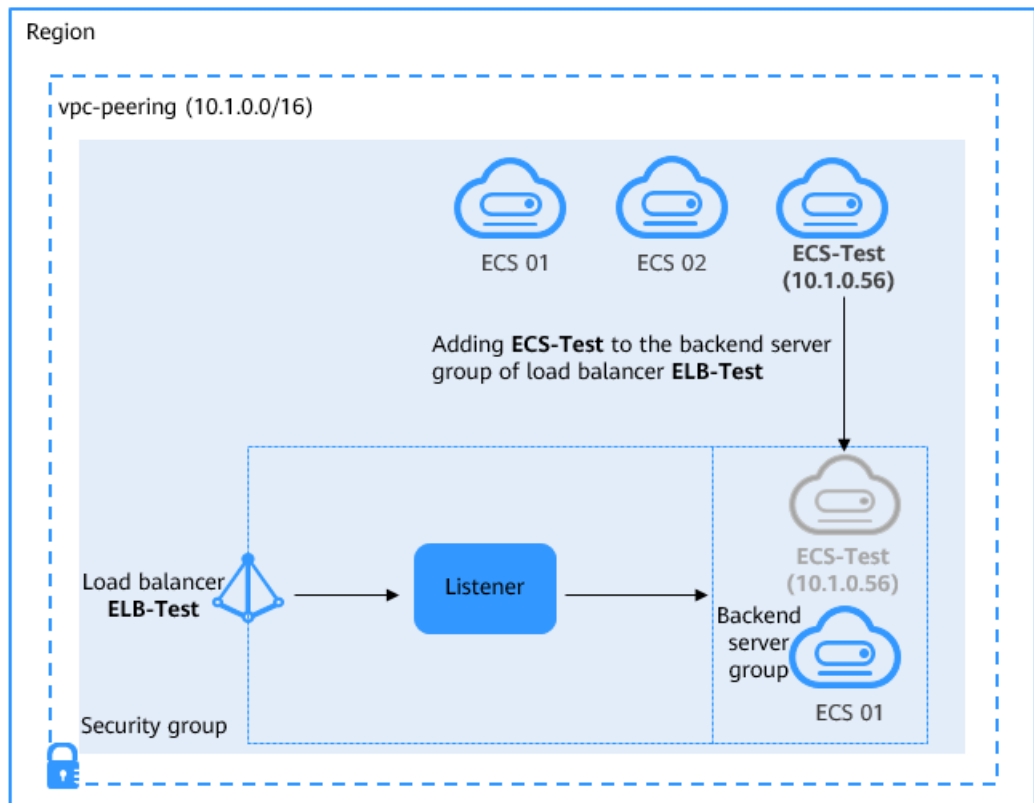 Region
vpc-peering (10.1.0.0/16)
ECS 01
ECS 02
ECS-Test
(10.1.0.56)
Adding ECS-Test to the backend server
group of load balancer ELB-Test
Load balancer
ELB-Test
Listener
ECS-Test
(10.1.0.56)
Backend
server
group
ECS 01
Security group